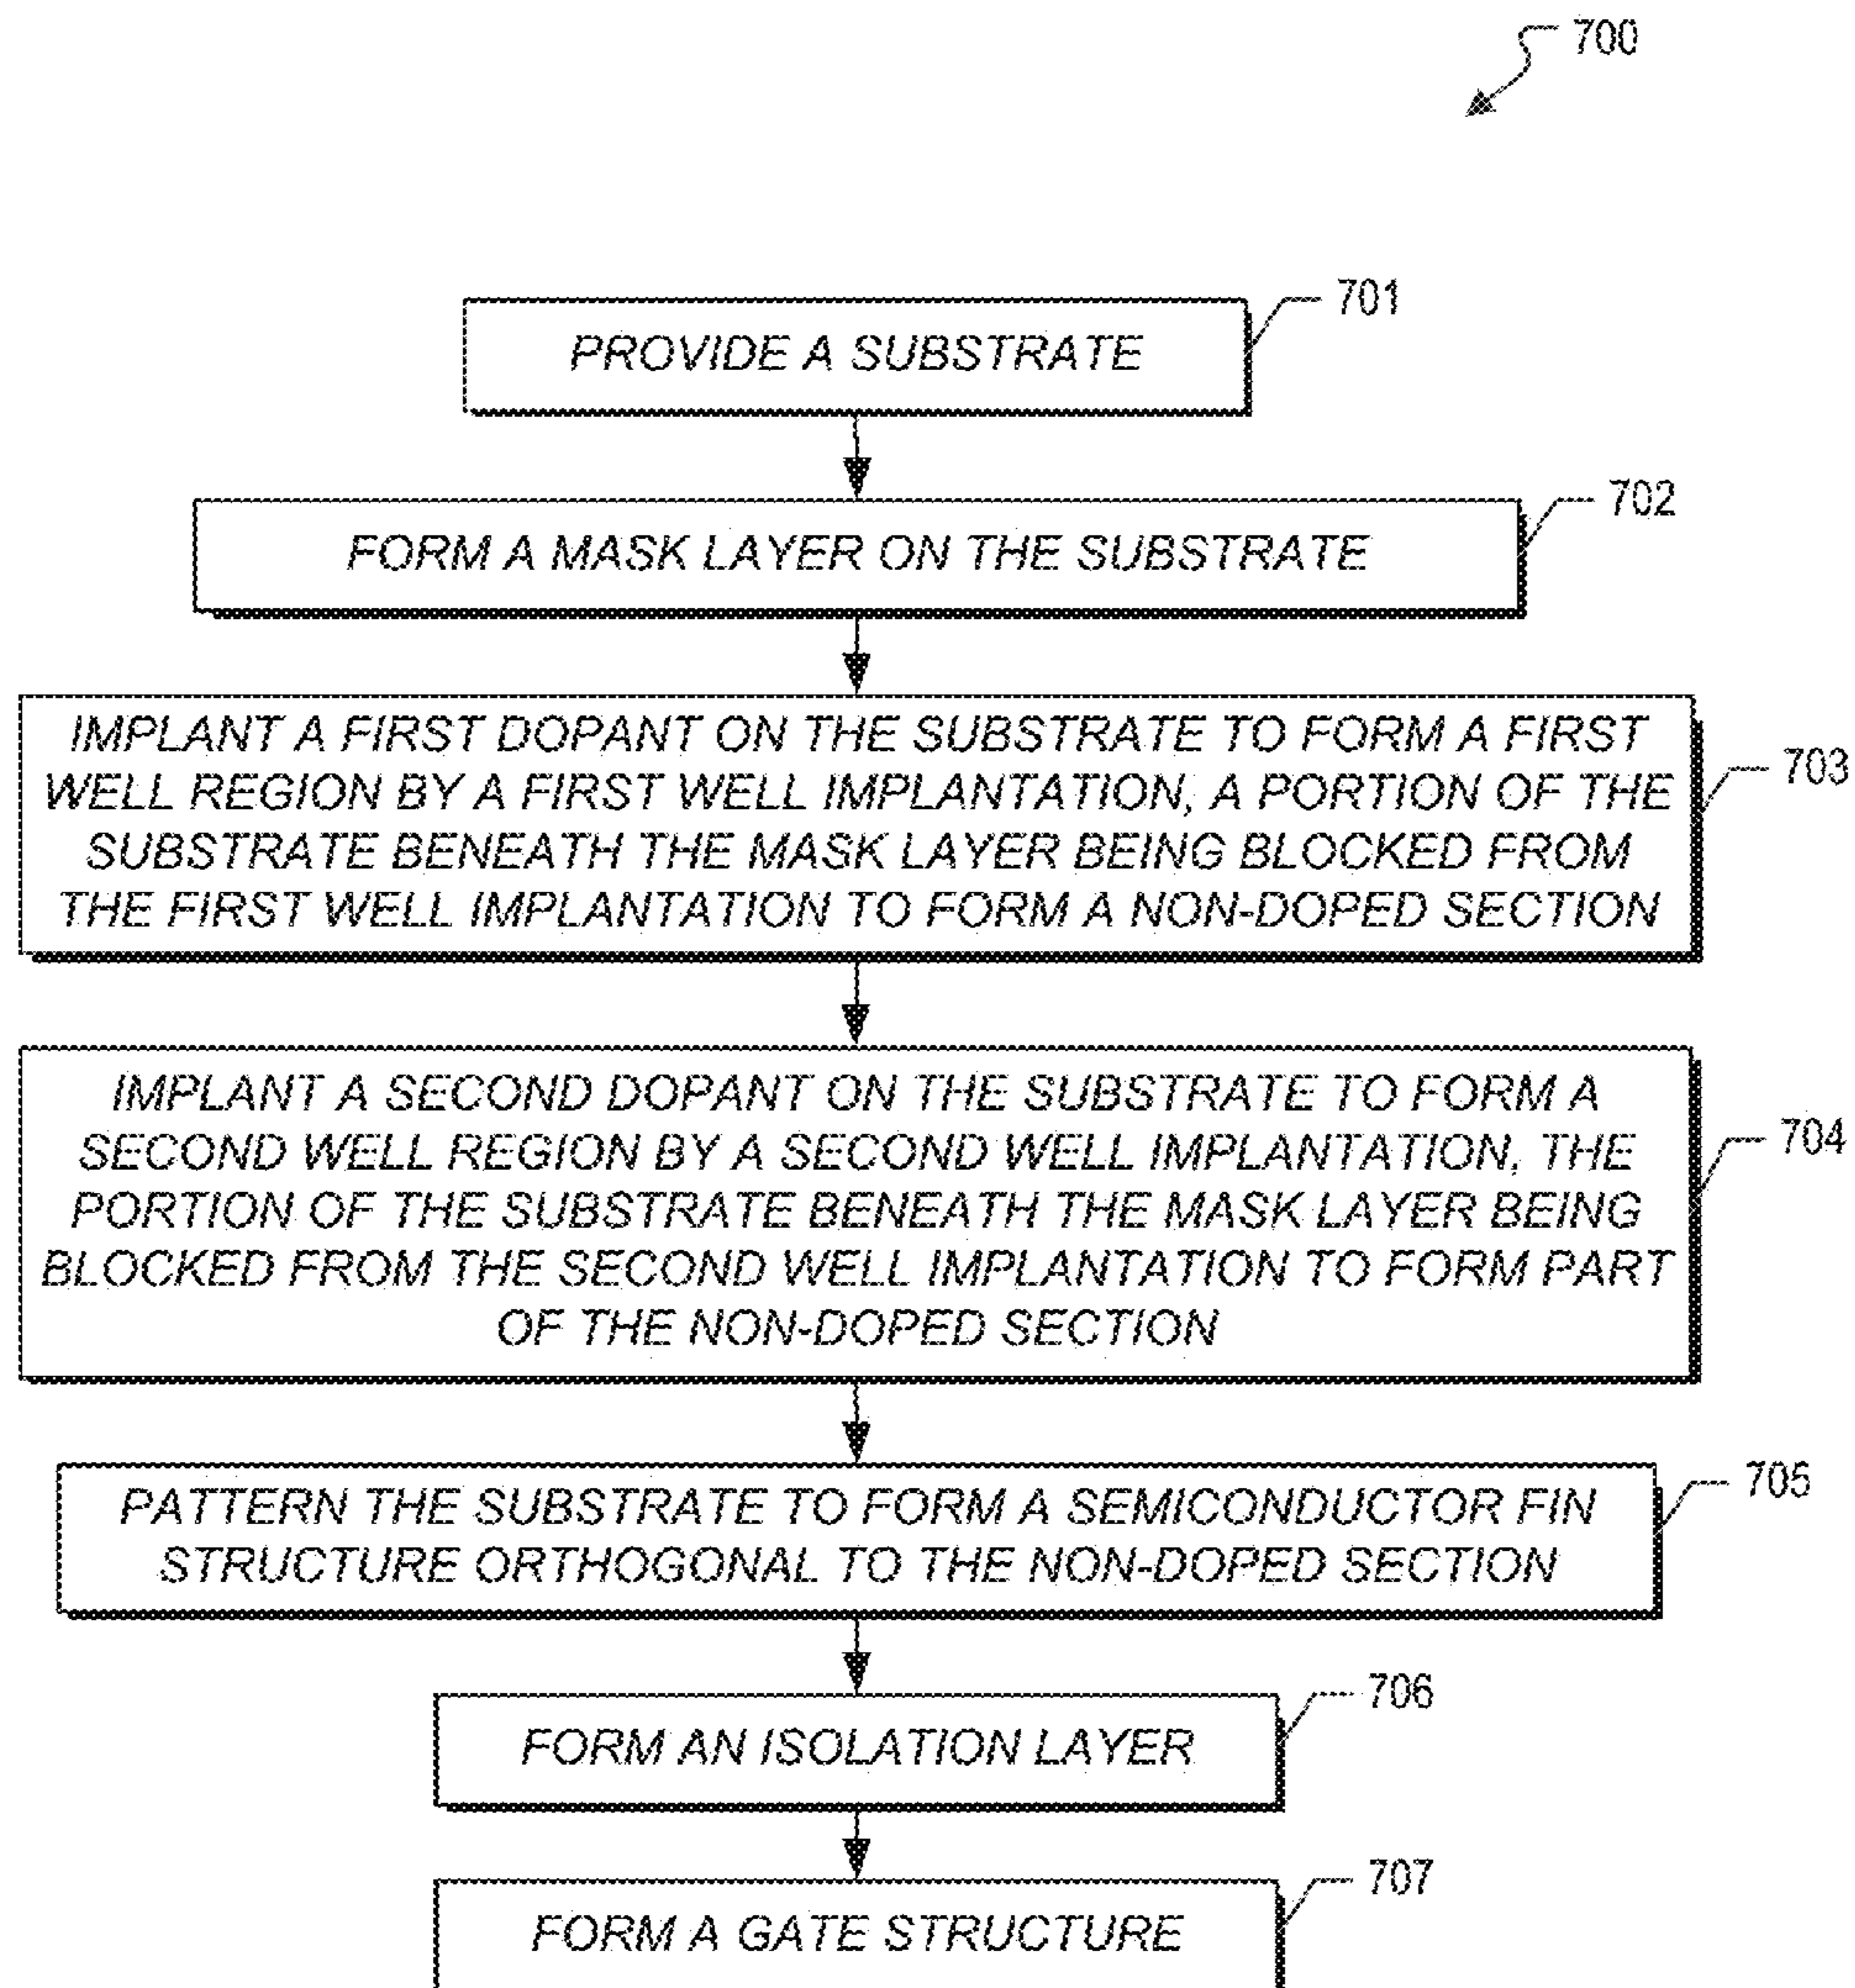 700
701
PROVIDE A SUBSTRATE
702
FORM A MASK LAYER ON THE SUBSTRATE
703
IMPLANT A FIRST DOPANT ON THE SUBSTRATE TO FORM A FIRST
WELL REGION BY A FIRST WELL IMPLANTATION, A PORTION OF THE
SUBSTRATE BENEATH THE MASK LAYER BEING BLOCKED FROM
THE FIRST WELL IMPLANTATION TO FORM A NON-DOPED SECTION
704
IMPLANT A SECOND DOPANT ON THE SUBSTRATE TO FORM A
SECOND WELL REGION BY A SECOND WELL IMPLANTATION, THE
PORTION OF THE SUBSTRATE BENEATH THE MASK LAYER BEING
BLOCKED FROM THE SECOND WELL IMPLANTATION TO FORM PART
OF THE NON-DOPED SECTION
705
PATTERN THE SUBSTRATE TO FORM A SEMICONDUCTOR FIN
STRUCTURE ORTHOGONAL TO THE NON-DOPED SECTION
706
FORM AN ISOLATION LAYER
707
FORM A GATE STRUCTURE